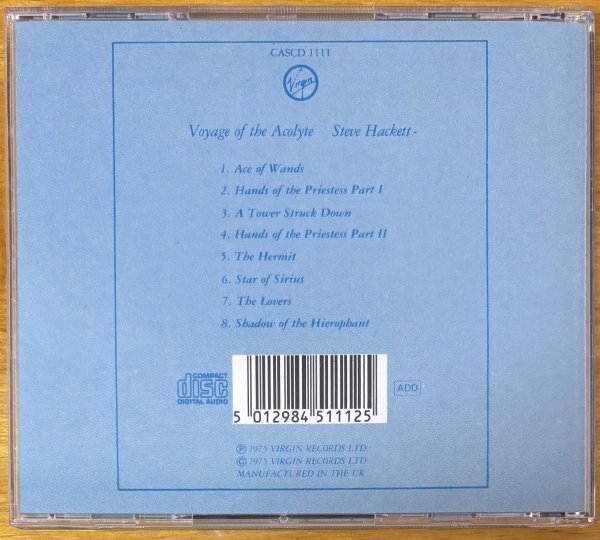 CASCD 1111
Virgin
Voyage of the Acolyte Steve Hackett
1. Ace of Wands
2. Hands of the Priestess Part I
3. A Tower Struck Down
4. Hands of the Priestess Part II
5. The Hermit
6. Star of Sirius
7. The Lovers
8. Shadow of the Hierophant
COMPACT
disc
DIGITAL AUDIO
5 012984 511125
ADD
℗ 1975 VIRGIN RECORDS LTD.
© 1975 VIRGIN RECORDS LTD.
MANUFACTURED IN THE UK